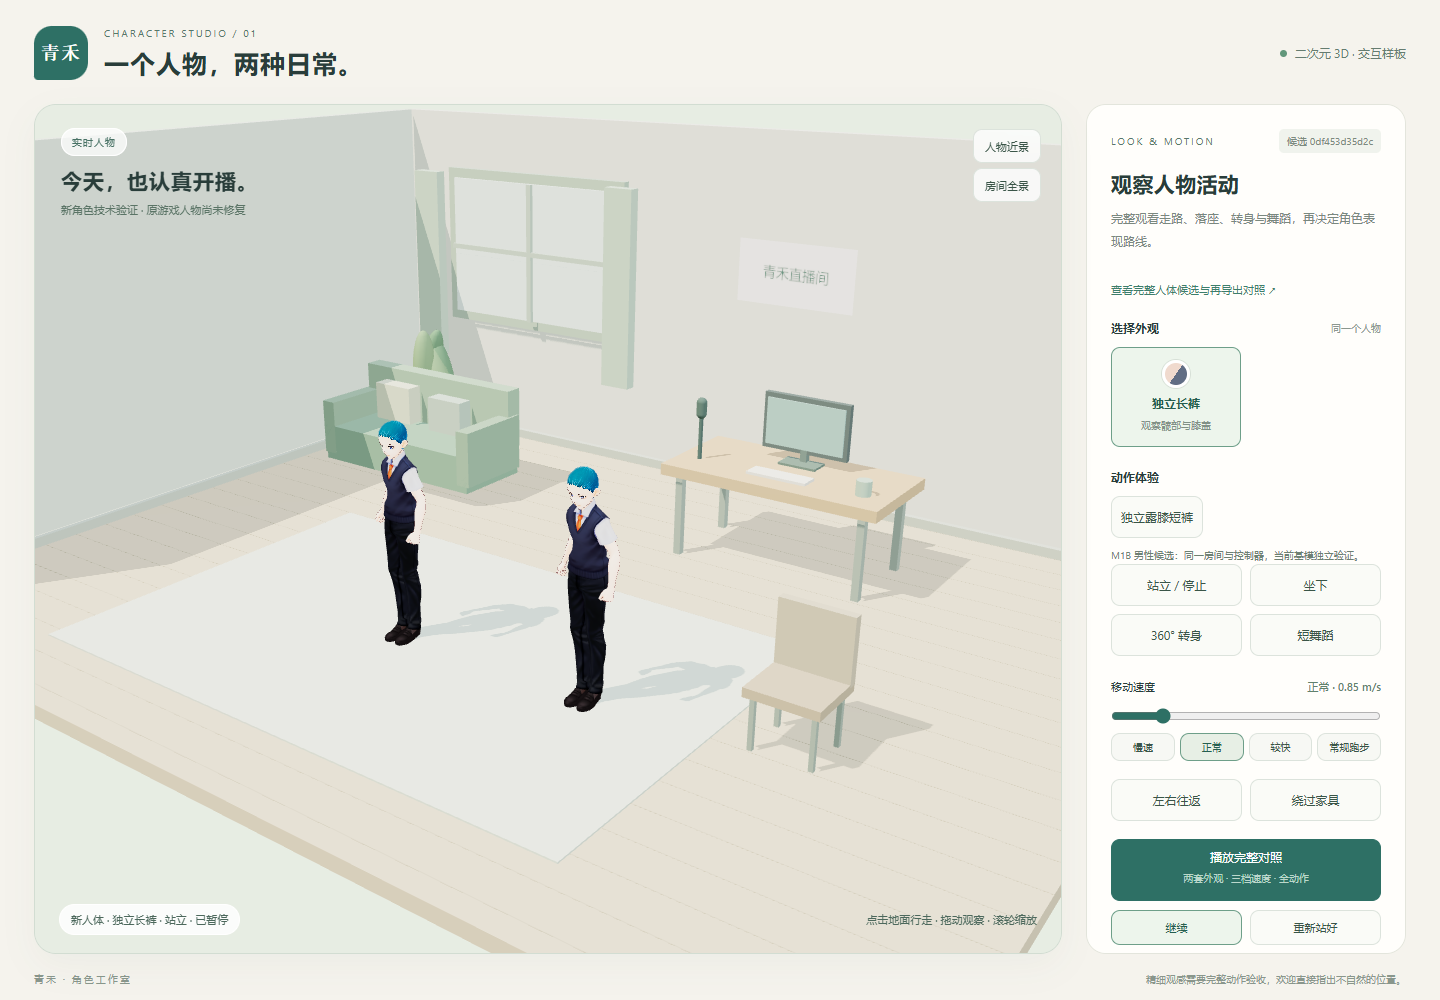 青禾
CHARACTER STUDIO / 01
一个人物，两种日常。
二次元 3D · 交互样板
实时人物
今天，也认真开播。
新角色技术验证 · 原游戏人物尚未修复
人物近景
房间全景
青禾直播间
新人体 · 独立长裤 · 站立 · 已暂停
点击地面行走 · 拖动观察 · 滚轮缩放
LOOK & MOTION
候选 0df453d35d2c
观察人物活动
完整观看走路、落座、转身与舞蹈，再决定角色表
现路线。
查看完整人体候选与再导出对照 ↗
选择外观
同一个人物
独立长裤
观察髋部与膝盖
动作体验
独立露膝短裤
M1B 男性候选：同一房间与控制器，当前基模独立验证。
站立 / 停止
坐下
360° 转身
短舞蹈
移动速度
正常 · 0.85 m/s
慢速
正常
较快
常规跑步
左右往返
绕过家具
播放完整对照
两套外观 · 三档速度 · 全动作
继续
重新站好
青禾 · 角色工作室
精细观感需要完整动作验收，欢迎直接指出不自然的位置。